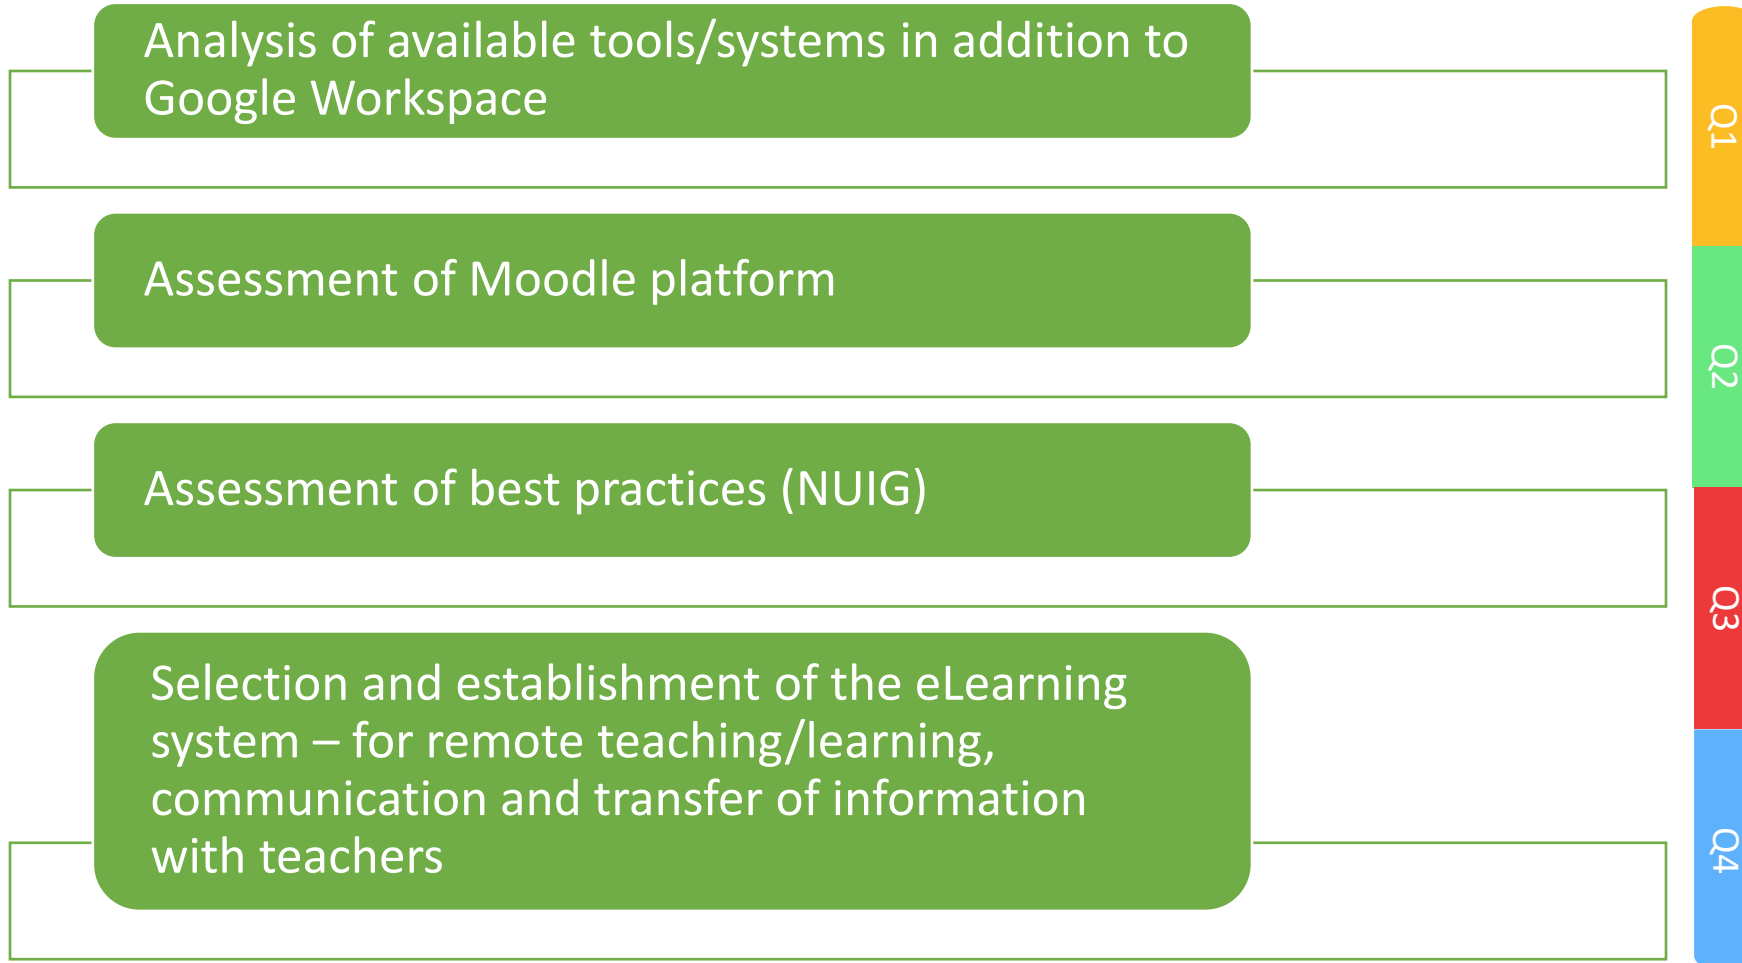 Analysis of available tools/systems in addition to
Google Workspace
Q1
Assessment of Moodle platform
Q2
Assessment of best practices (NUIG)
Q3
Selection and establishment of the eLearning
system – for remote teaching/learning,
communication and transfer of information
with teachers
Q4